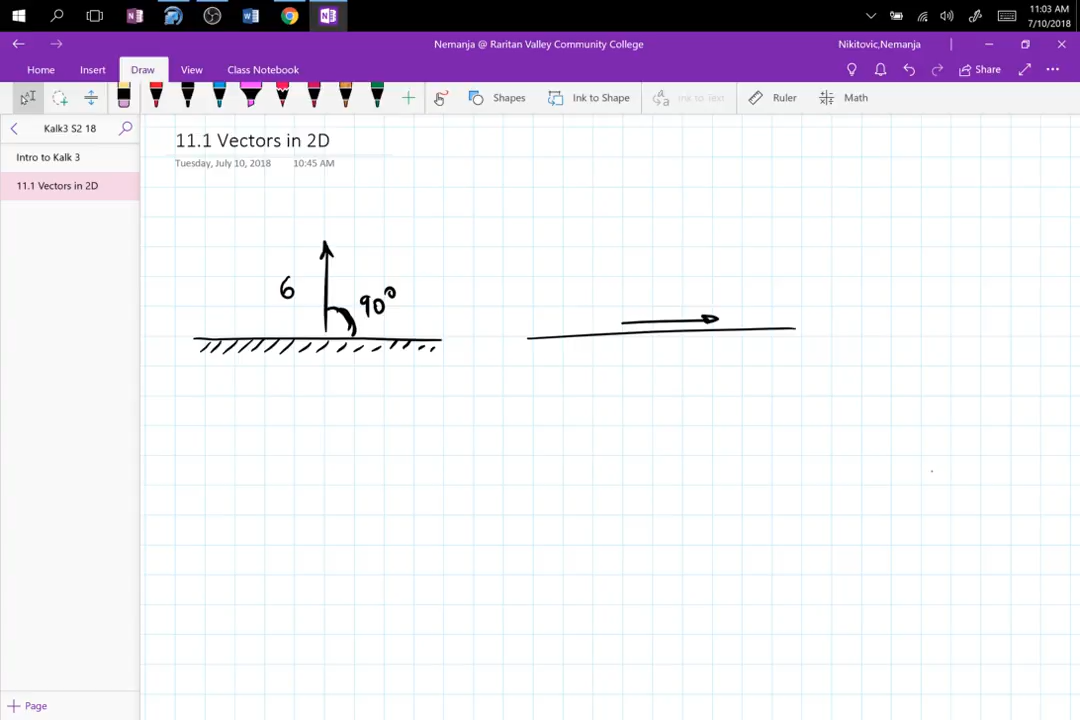 11:03 AM
7/10/2018
Nemanja @ Raritan Valley Community College
Nikitovic,Nemanja
Home Insert Draw View Class Notebook
Share
Shapes Ink to Shape Ink to Text Ruler Math
Kalk3 S2 18
Intro to Kalk 3
11.1 Vectors in 2D
11.1 Vectors in 2D
Tuesday, July 10, 2018 10:45 AM
6 90°
Page